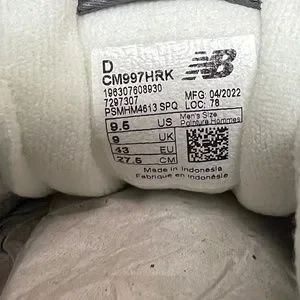 D
CM997HRK
196307608930
7297307 MFG: 04/2022
PSMHM4613 SPQ LOC: 78
9.5 US Men's Size
9 UK Pointure Hommes
43 EU
27.5 CM
Made in Indonesia
Fabriqué en Indonésie